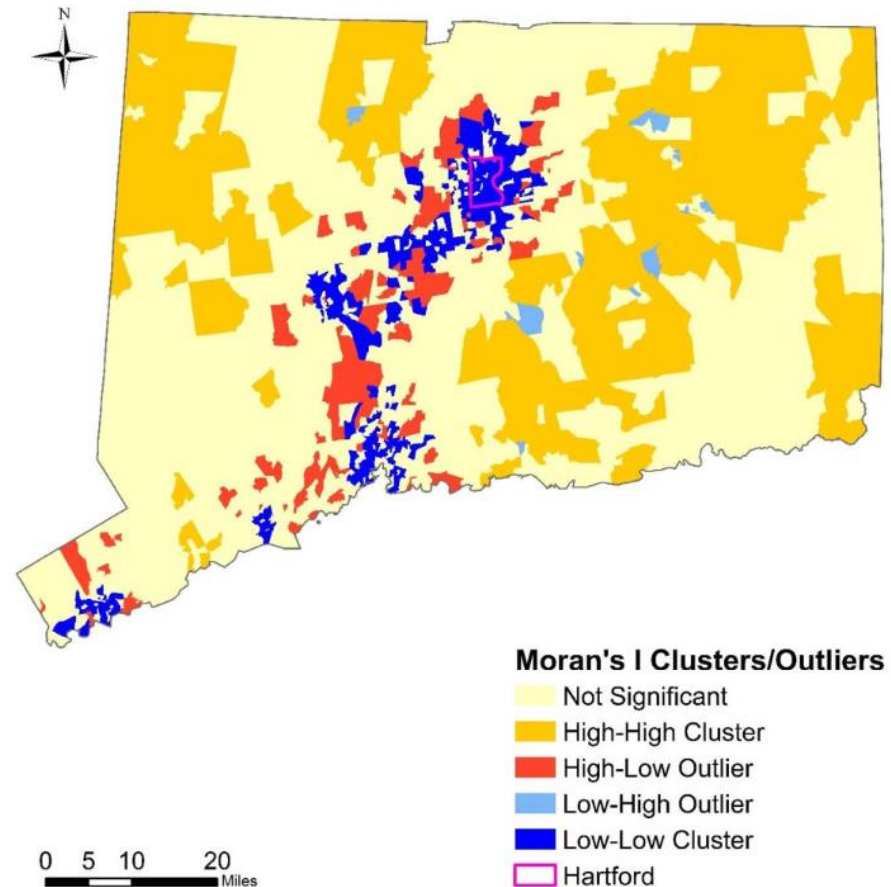 N
Moran's I Clusters/Outliers
Not Significant
High-High Cluster
High-Low Outlier
Low-High Outlier
Low-Low Cluster
Hartford
0 5 10 20
Miles